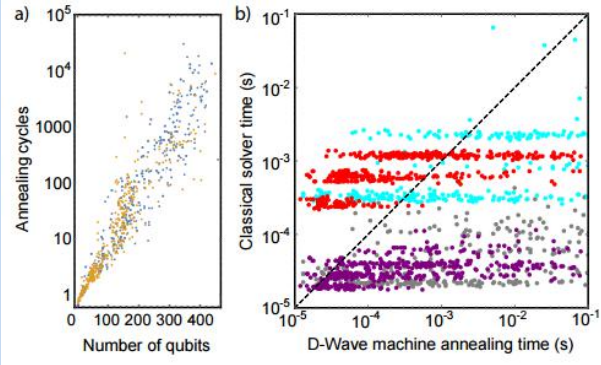 a)
Annealing cycles
10^5
10^4
1000
100
10
1
0 100 200 300 400
Number of qubits
b)
Classical solver time (s)
10^-1
10^-2
10^-3
10^-4
10^-5
10^-5 10^-4 10^-3 10^-2 10^-1
D-Wave machine annealing time (s)